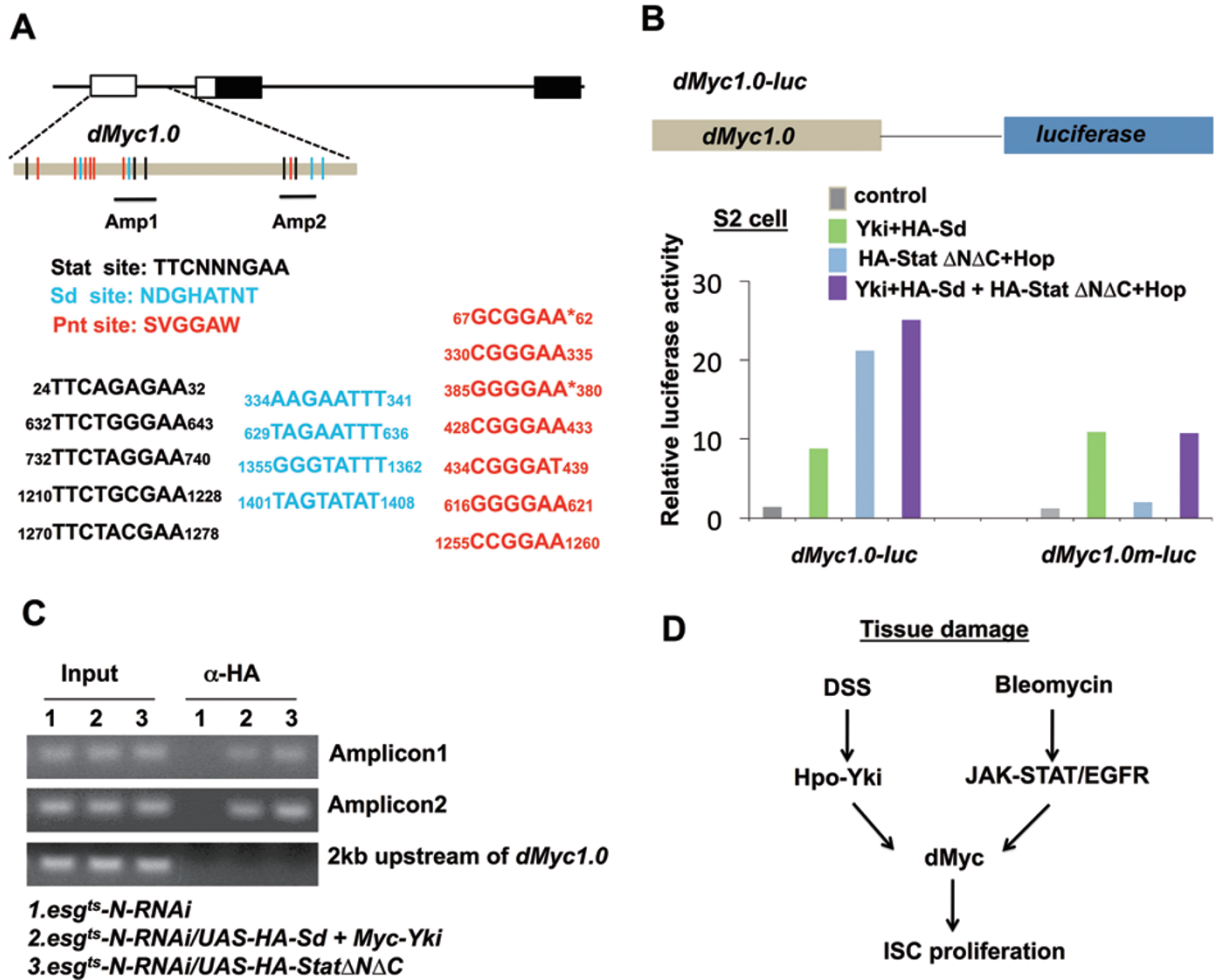 A
dMyc1.0
Amp1 Amp2
Stat site: TTCNNNGAA
Sd site: NDGHATNT
Pnt site: SVGGAW
24TTCAGAGAA32
632TTCTGGGAA643
732TTCTAGGAA740
1210TTCTGCGAA1228
1270TTCTACGAA1278
334AAGAATTT341
629TAGAATTT636
1355GGGTATTT1362
1401TAGTATAT1408
67GCGGAA*62
330CGGGAA335
385GGGGAA*380
428CGGGAA433
434CGGGAT439
616GGGGAA621
1255CCGGAA1260
B
dMyc1.0-luc
dMyc1.0 luciferase
control
S2 cell
Yki+HA-Sd
HA-Stat ΔNΔC+Hop
Yki+HA-Sd + HA-Stat ΔNΔC+Hop
Relative luciferase activity
30
20
10
0
dMyc1.0-luc dMyc1.0m-luc
C
Input α-HA
1 2 3 1 2 3
Amplicon1
Amplicon2
2kb upstream of dMyc1.0
1.esgts-N-RNAi
2.esgts-N-RNAi/UAS-HA-Sd + Myc-Yki
3.esgts-N-RNAi/UAS-HA-StatΔNΔC
D
Tissue damage
DSS Bleomycin
Hpo-Yki JAK-STAT/EGFR
dMyc
ISC proliferation